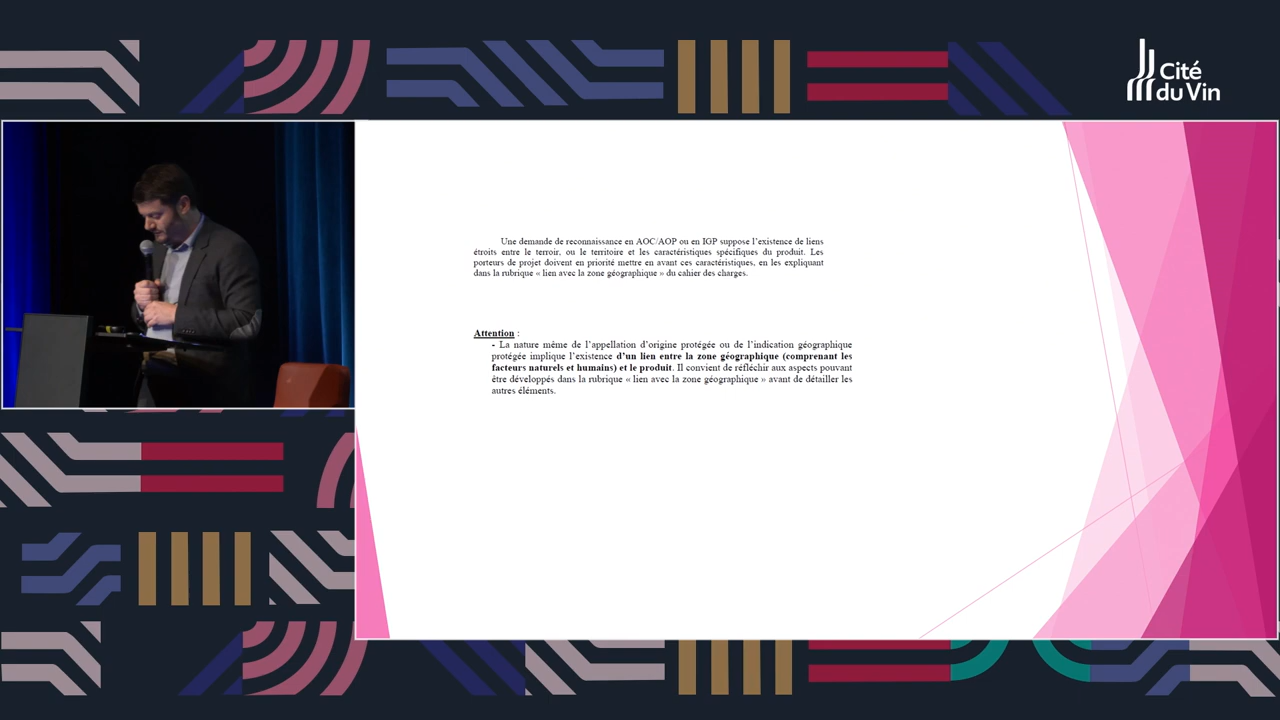 Cité
du Vin
Une demande de reconnaissance en AOC/AOP ou en IGP suppose l'existence de liens
étroits entre le terroir, ou le territoire et les caractéristiques spécifiques du produit. Les
porteurs de projet doivent en priorité mettre en avant ces caractéristiques, en les expliquant
dans la rubrique « lien avec la zone géographique » du cahier des charges.
Attention :
- La nature même de l'appellation d'origine protégée ou de l'indication géographique
protégée implique l'existence d'un lien entre la zone géographique (comprenant les
facteurs naturels et humains) et le produit. Il convient de réfléchir aux aspects pouvant
être développés dans la rubrique « lien avec la zone géographique » avant de détailler les
autres éléments.